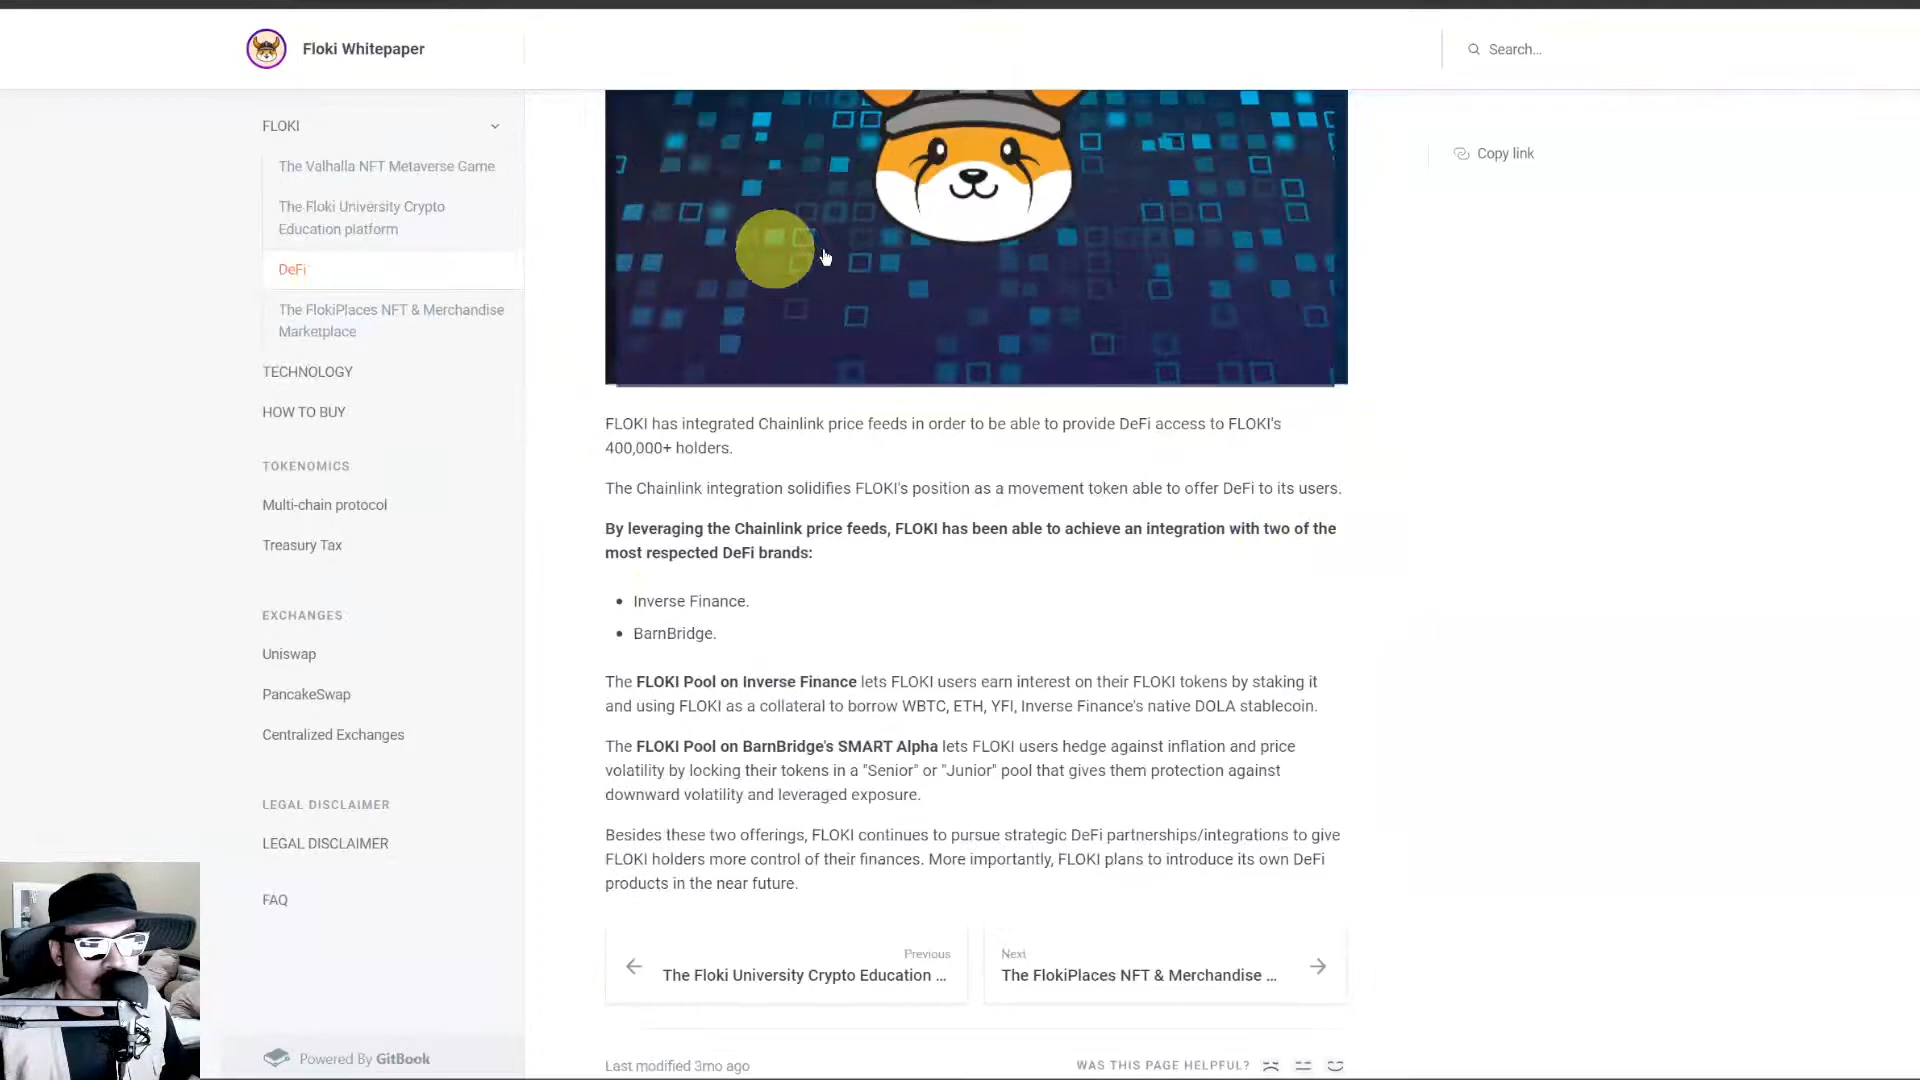 Floki Whitepaper
Search...
FLOKI
The Valhalla NFT Metaverse Game
The Floki University Crypto
Education platform
DeFi
The FlokiPlaces NFT & Merchandise
Marketplace
TECHNOLOGY
HOW TO BUY
TOKENOMICS
Multi-chain protocol
Treasury Tax
EXCHANGES
Uniswap
PancakeSwap
Centralized Exchanges
LEGAL DISCLAIMER
LEGAL DISCLAIMER
FAQ
Powered By GitBook
Copy link
FLOKI has integrated Chainlink price feeds in order to be able to provide DeFi access to FLOKI's
400,000+ holders.
The Chainlink integration solidifies FLOKI's position as a movement token able to offer DeFi to its users.
By leveraging the Chainlink price feeds, FLOKI has been able to achieve an integration with two of the
most respected DeFi brands:
• Inverse Finance.
• BarnBridge.
The FLOKI Pool on Inverse Finance lets FLOKI users earn interest on their FLOKI tokens by staking it
and using FLOKI as a collateral to borrow WBTC, ETH, YFI, Inverse Finance's native DOLA stablecoin.
The FLOKI Pool on BarnBridge's SMART Alpha lets FLOKI users hedge against inflation and price
volatility by locking their tokens in a "Senior" or "Junior" pool that gives them protection against
downward volatility and leveraged exposure.
Besides these two offerings, FLOKI continues to pursue strategic DeFi partnerships/integrations to give
FLOKI holders more control of their finances. More importantly, FLOKI plans to introduce its own DeFi
products in the near future.
Previous
The Floki University Crypto Education ...
Next
The FlokiPlaces NFT & Merchandise ...
Last modified 3mo ago
WAS THIS PAGE HELPFUL?